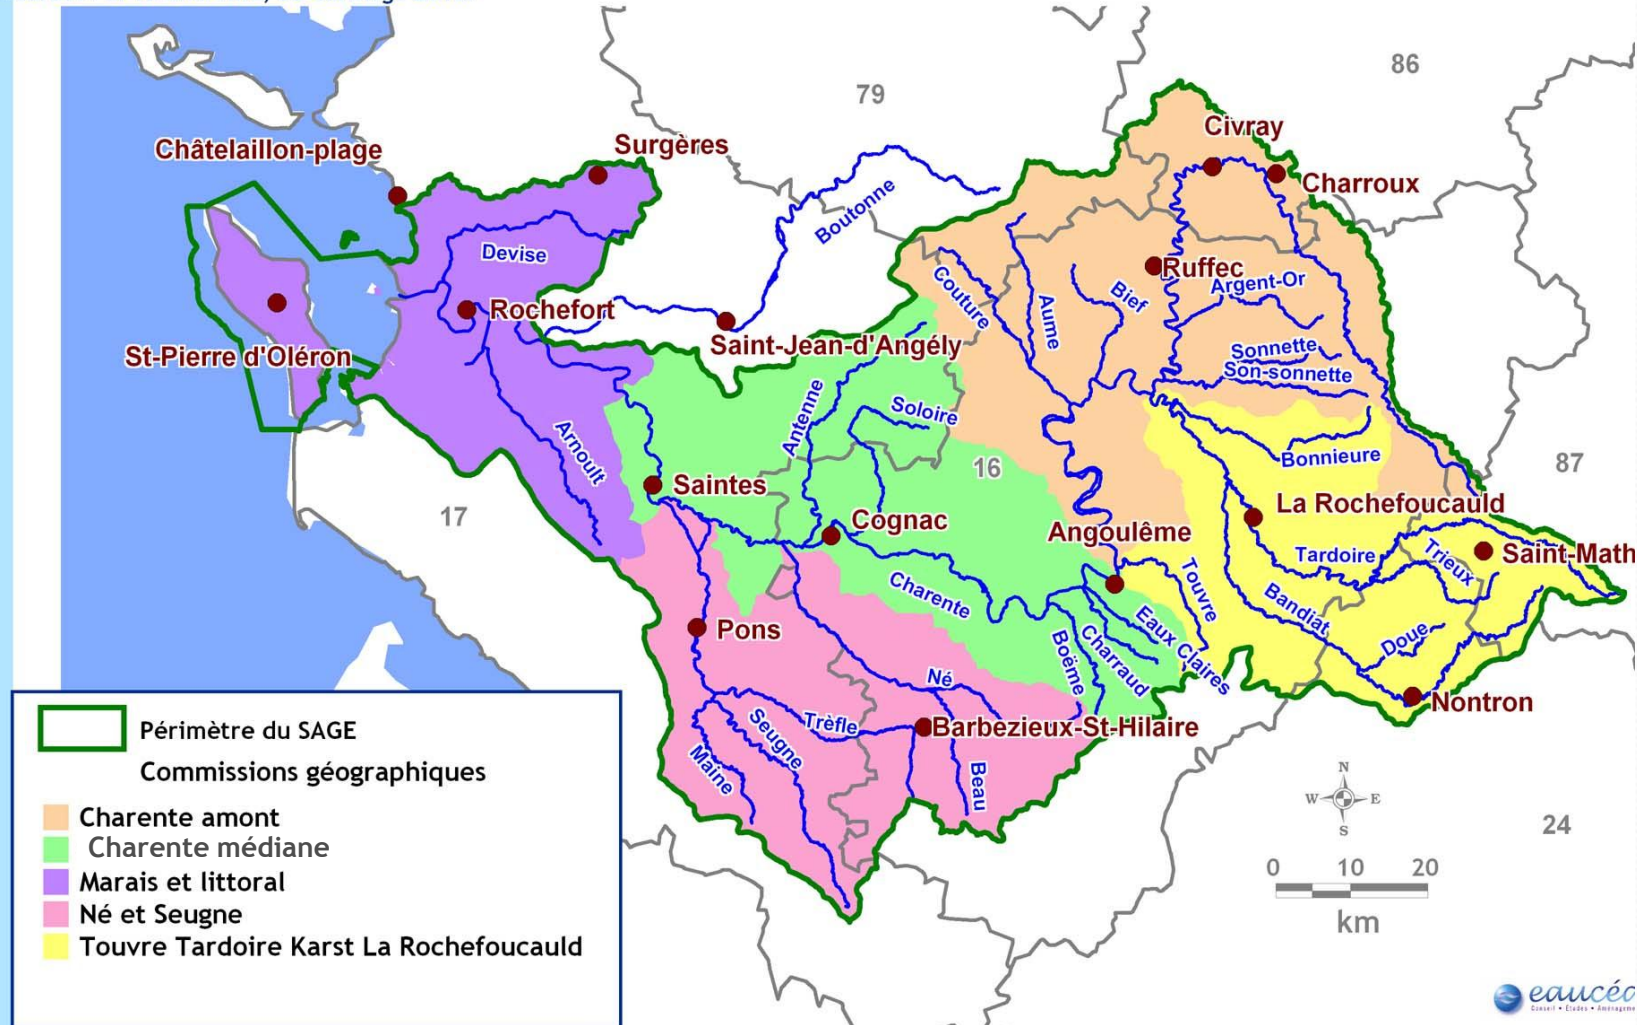 79
86
Civray
Châtelaillon-plage
Surgères
Charroux
Boutonne
Devise
Ruffec
Couture
Aume
Bief
Argent-Or
Rochefort
Saint-Jean-d'Angély
St-Pierre d'Oléron
Sonnette
Son-sonnette
Antenne
Soloire
Arnoult
Bonnieure
16
87
Saintes
17
Cognac
La Rochefoucauld
Angoulême
Tardoire
Trieux
Saint-Math
Touvre
Charente
Bandiat
Eaux Claires
Charraud
Boëme
Doue
Pons
Né
Nontron
Trèfle
Seugne
Maine
Barbezieux-St-Hilaire
Beau
Périmètre du SAGE
Commissions géographiques
Charente amont
Charente médiane
Marais et littoral
Né et Seugne
Touvre Tardoire Karst La Rochefoucauld
N
W E
S
24
0 10 20
km
eaucéa
Conseil • Études • Aménageme